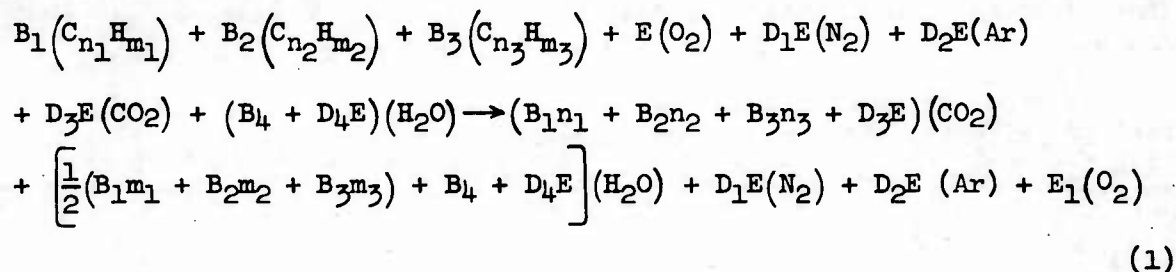 B₁(Cₙ₁Hₘ₁) + B₂(Cₙ₂Hₘ₂) + B₃(Cₙ₃Hₘ₃) + E(O₂) + D₁E(N₂) + D₂E(Ar)
+ D₃E(CO₂) + (B₄ + D₄E)(H₂O)⟶(B₁n₁ + B₂n₂ + B₃n₃ + D₃E)(CO₂)
+ [½(B₁m₁ + B₂m₂ + B₃m₃) + B₄ + D₄E](H₂O) + D₁E(N₂) + D₂E (Ar) + E₁(O₂)
(1)